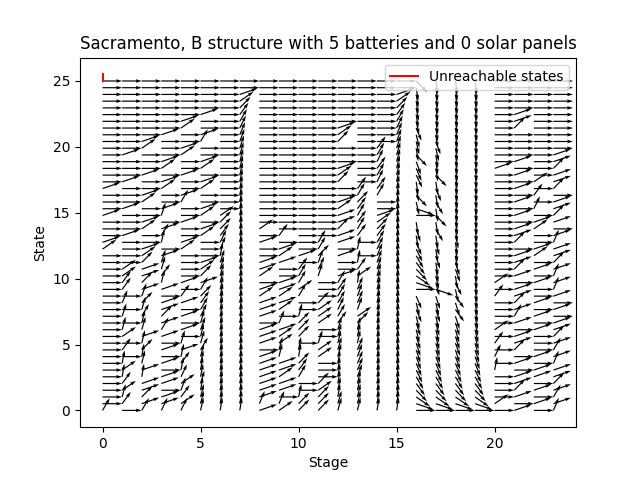 Sacramento, B structure with 5 batteries and 0 solar panels
Unreachable states
25
20
15
10
5
0
State
0 5 10 15 20
Stage